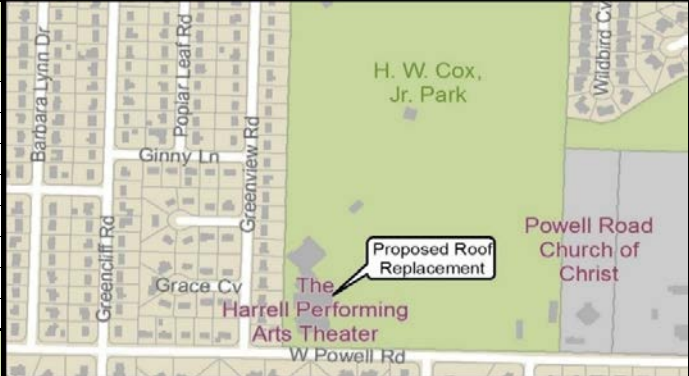 Barbara Lynn Dr
Poplar Leaf Rd
Wildbird Cv
H. W. Cox,
Jr. Park
Ginny Ln
Greenview Rd
Greencliff Rd
Powell Road
Church of
Christ
Proposed Roof
Replacement
Grace Cv
The
Harrell Performing
Arts Theater
W Powell Rd